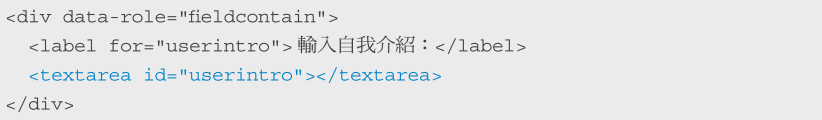 <div data-role="fieldcontain">
  <label for="userintro">輸入自我介紹：</label>
  <textarea id="userintro"></textarea>
</div>